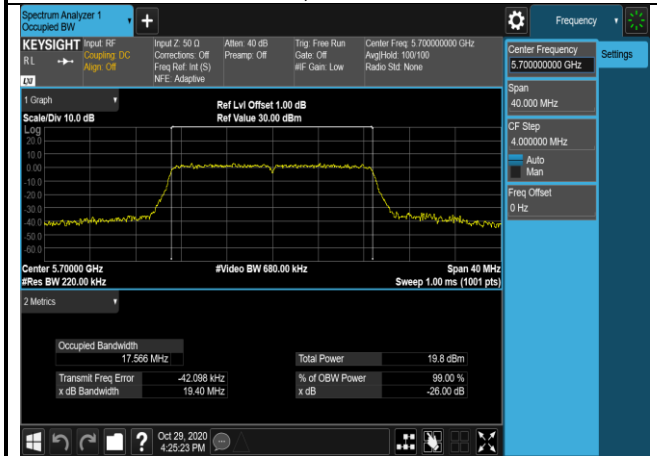 Spectrum Analyzer 1
Occupied BW
+
Frequency
KEYSIGHT
RL
LXI
Input: RF
Coupling: DC
Align: Off
Input Z: 50 Ω
Corrections: Off
Freq Ref: Int (S)
NFE: Adaptive
Atten: 40 dB
Preamp: Off
Trig: Free Run
Gate: Off
#IF Gain: Low
Center Freq: 5.700000000 GHz
Avg|Hold: 100/100
Radio Std: None
Center Frequency
5.700000000 GHz
Settings
Span
40.000 MHz
CF Step
4.000000 MHz
Auto
Man
Freq Offset
0 Hz
1 Graph
Scale/Div 10.0 dB
Ref Lvl Offset 1.00 dB
Ref Value 30.00 dBm
Log
20.0
10.0
0.00
-10.0
-20.0
-30.0
-40.0
-50.0
-60.0
Center 5.70000 GHz
#Res BW 220.00 kHz
#Video BW 680.00 kHz
Span 40 MHz
Sweep 1.00 ms (1001 pts)
2 Metrics
Occupied Bandwidth
17.566 MHz
Total Power 19.8 dBm
Transmit Freq Error -42.098 kHz
% of OBW Power 99.00 %
x dB Bandwidth 19.40 MHz
x dB -26.00 dB
?
Oct 29, 2020
4:25:23 PM